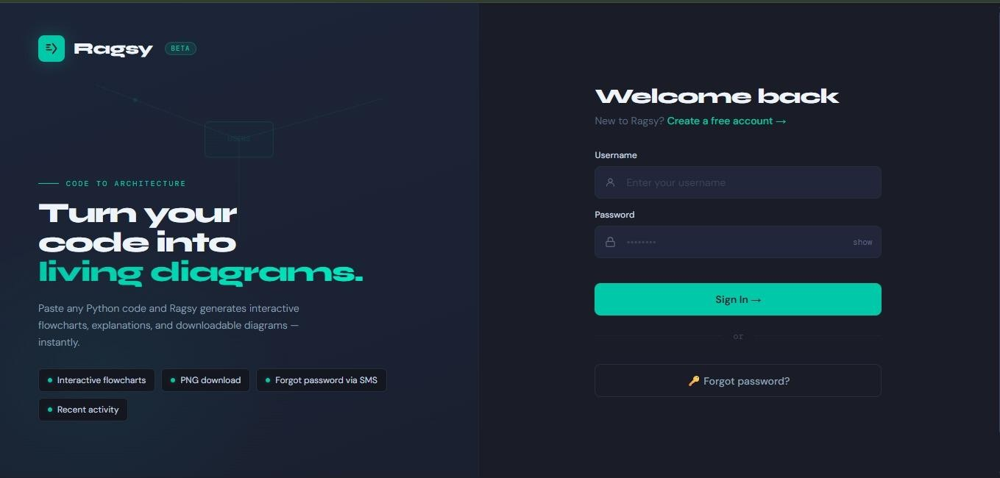 Ragsy BETA
USERS
CODE TO ARCHITECTURE
Turn your
code into
living diagrams.
Paste any Python code and Ragsy generates interactive
flowcharts, explanations, and downloadable diagrams —
instantly.
Interactive flowcharts
PNG download
Forgot password via SMS
Recent activity
Welcome back
New to Ragsy? Create a free account →
Username
Enter your username
Password
•••••••• show
Sign In →
or
🔑 Forgot password?